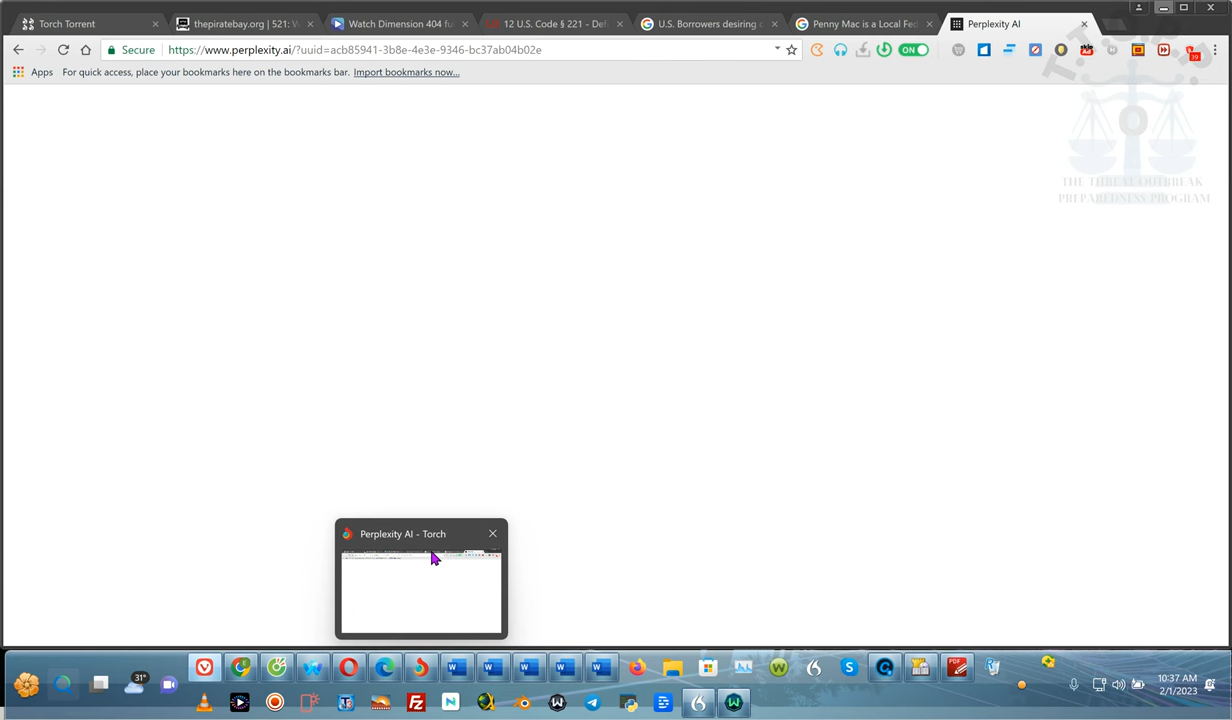 Torch Torrent
thepiratebay.org | 521: W
Watch Dimension 404 fu
12 U.S. Code § 221 - Def
U.S. Borrowers desiring c
Penny Mac is a Local Fed
Perplexity AI
Secure
https://www.perplexity.ai/?uuid=acb85941-3b8e-4e3e-9346-bc37ab04b02e
ON
39
Apps
For quick access, place your bookmarks here on the bookmarks bar. Import bookmarks now...
THE THREAT OUTBREAK
PREPAREDNESS PROGRAM
Perplexity AI - Torch
31°
10:37 AM
2/1/2023